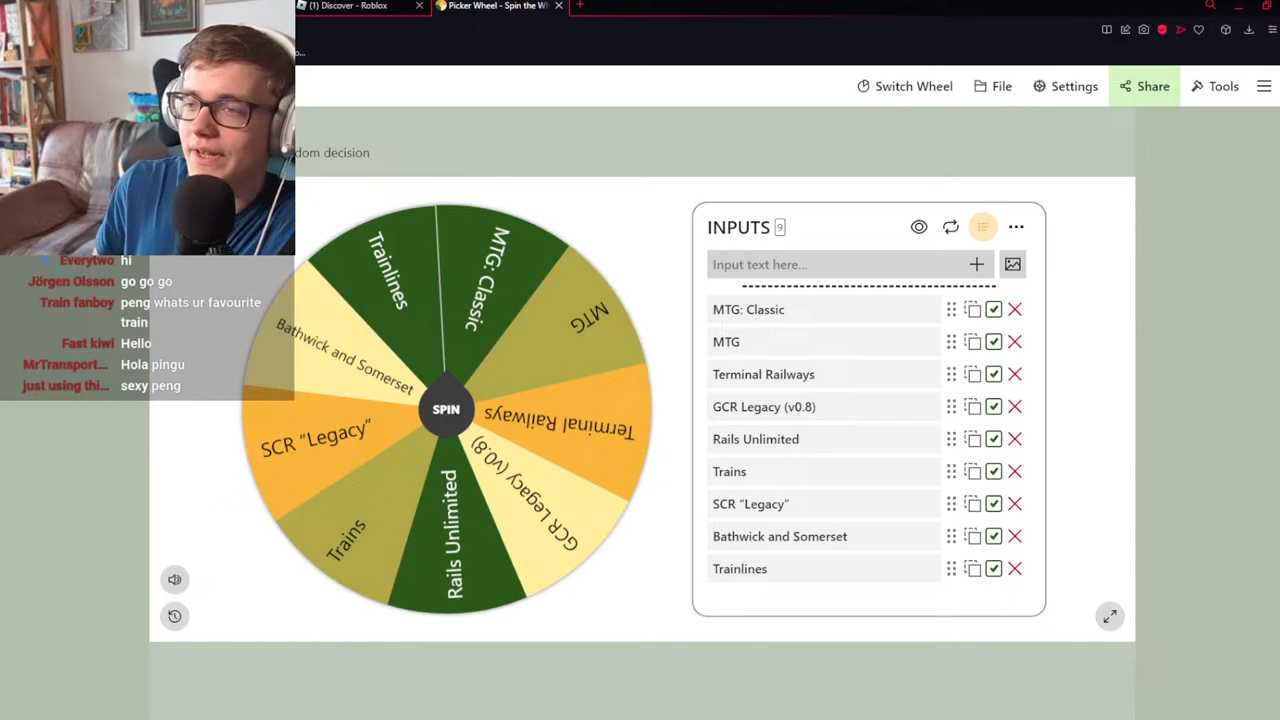 (1) Discover - Roblox
Picker Wheel - Spin the W
Switch Wheel
File
Settings
Share
Tools
dom decision
Everytwo hi
Jörgen Olsson go go go
Train fanboy peng whats ur favourite
train
Fast kiwi Hello
MrTransport... Hola pingu
just using thi... sexy peng
Trainlines
MTG: Classic
MTG
Terminal Railways
GCR Legacy (v0.8)
Rails Unlimited
Trains
SCR “Legacy”
Bathwick and Somerset
SPIN
INPUTS 9
Input text here...
MTG: Classic
MTG
Terminal Railways
GCR Legacy (v0.8)
Rails Unlimited
Trains
SCR “Legacy”
Bathwick and Somerset
Trainlines